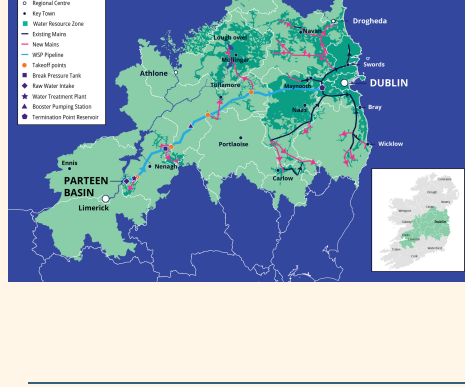 Regional Centre
Key Town
Water Resource Zone
Existing Mains
New Mains
WSP Pipeline
Takeoff points
Break Pressure Tank
Raw Water Intake
Water Treatment Plant
Booster Pumping Station
Termination Point Reservoir
Drogheda
Navan
Lough owel
Mullingar
Swords
Athlone
DUBLIN
Tullamore
Maynooth
Naas
Bray
Portlaoise
Wicklow
Ennis
Nenagh
Carlow
PARTEEN
BASIN
Limerick
Dublin